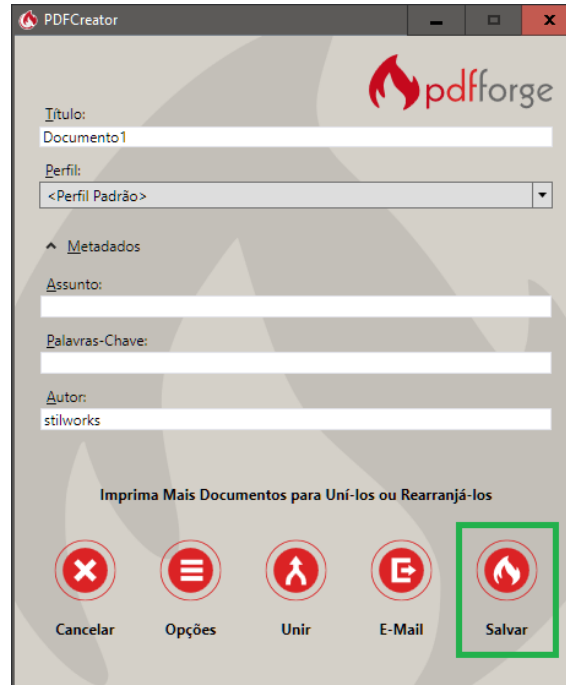 PDFCreator
pdfforge
Título:
Documento1
Perfil:
<Perfil Padrão>
Metadados
Assunto:
Palavras-Chave:
Autor:
stilworks
Imprima Mais Documentos para Uní-los ou Rearranjá-los
Cancelar Opções Unir E-Mail Salvar